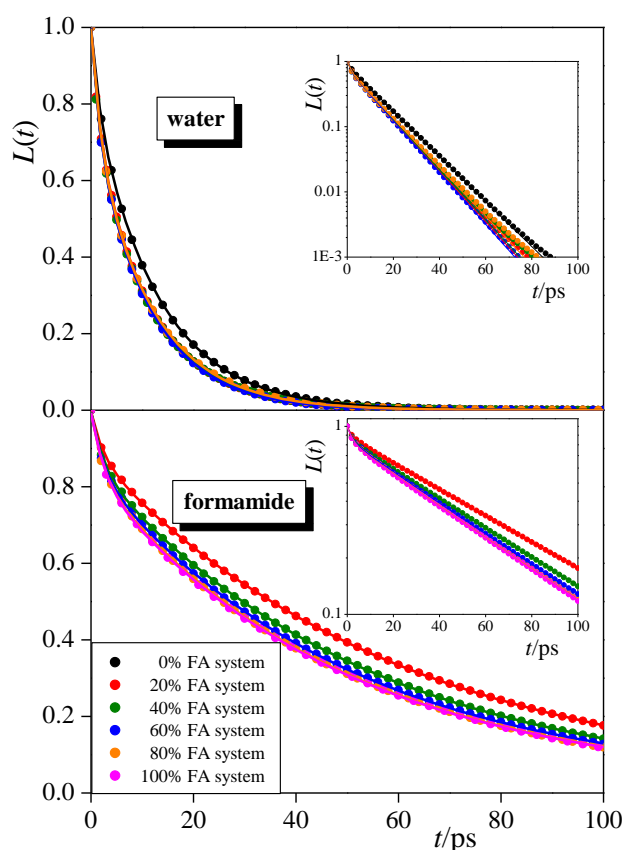 1.0
0.8
0.6
0.4
0.2
0.0
L(t)
water
1
0.1
0.01
1E-3
L(t)
0 20 40 60 80 100
t/ps
0.8
0.6
0.4
0.2
0.0
L(t)
formamide
1
0.1
L(t)
0 20 40 60 80 100
t/ps
0% FA system
20% FA system
40% FA system
60% FA system
80% FA system
100% FA system
0 20 40 60 80 100
t/ps